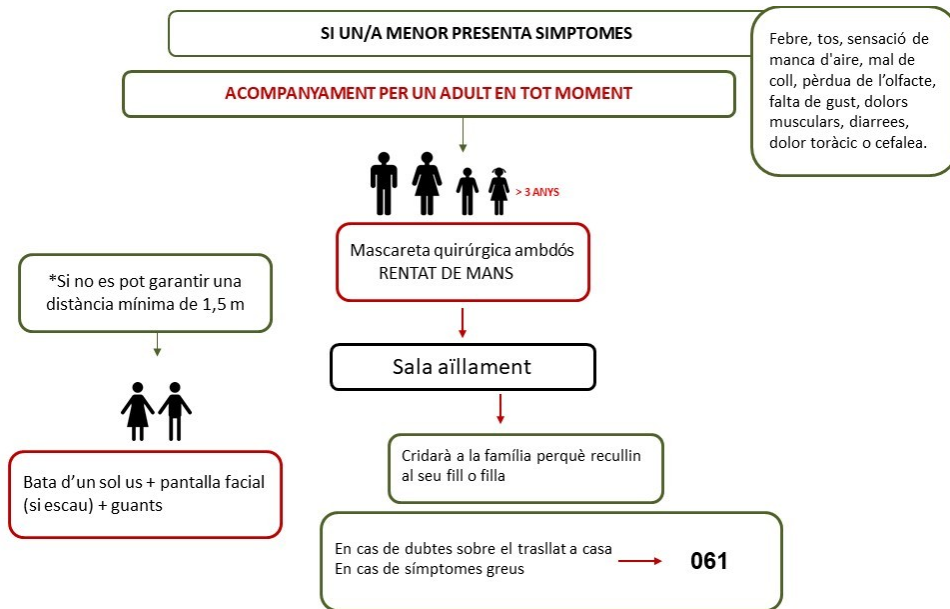 SI UN/A MENOR PRESENTA SIMPTOMES
Febre, tos, sensació de
manca d'aire, mal de
coll, pèrdua de l’olfacte,
falta de gust, dolors
musculars, diarrees,
dolor toràcic o cefalea.
ACOMPANYAMENT PER UN ADULT EN TOT MOMENT
> 3 ANYS
Mascareta quirúrgica ambdós
RENTAT DE MANS
*Si no es pot garantir una
distància mínima de 1,5 m
Sala aïllament
Bata d’un sol us + pantalla facial
(si escau) + guants
Cridarà a la família perquè recullin
al seu fill o filla
En cas de dubtes sobre el trasllat a casa
En cas de símptomes greus
061